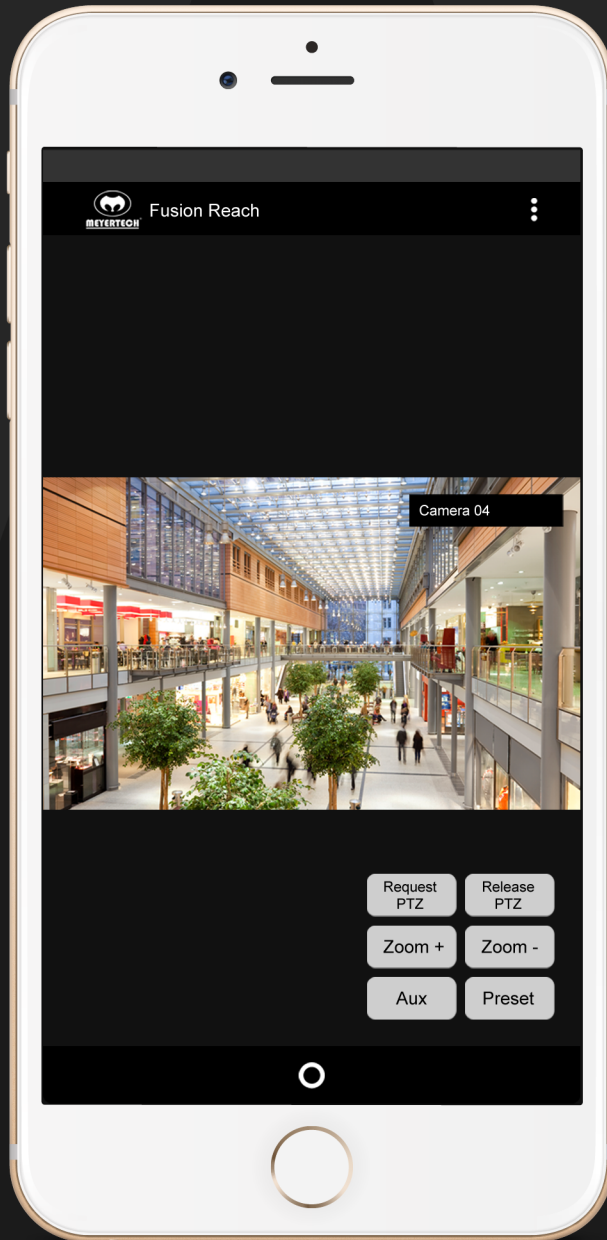 MEYERTECH
Fusion Reach
Camera 04
Request
PTZ
Release
PTZ
Zoom +
Zoom -
Aux
Preset